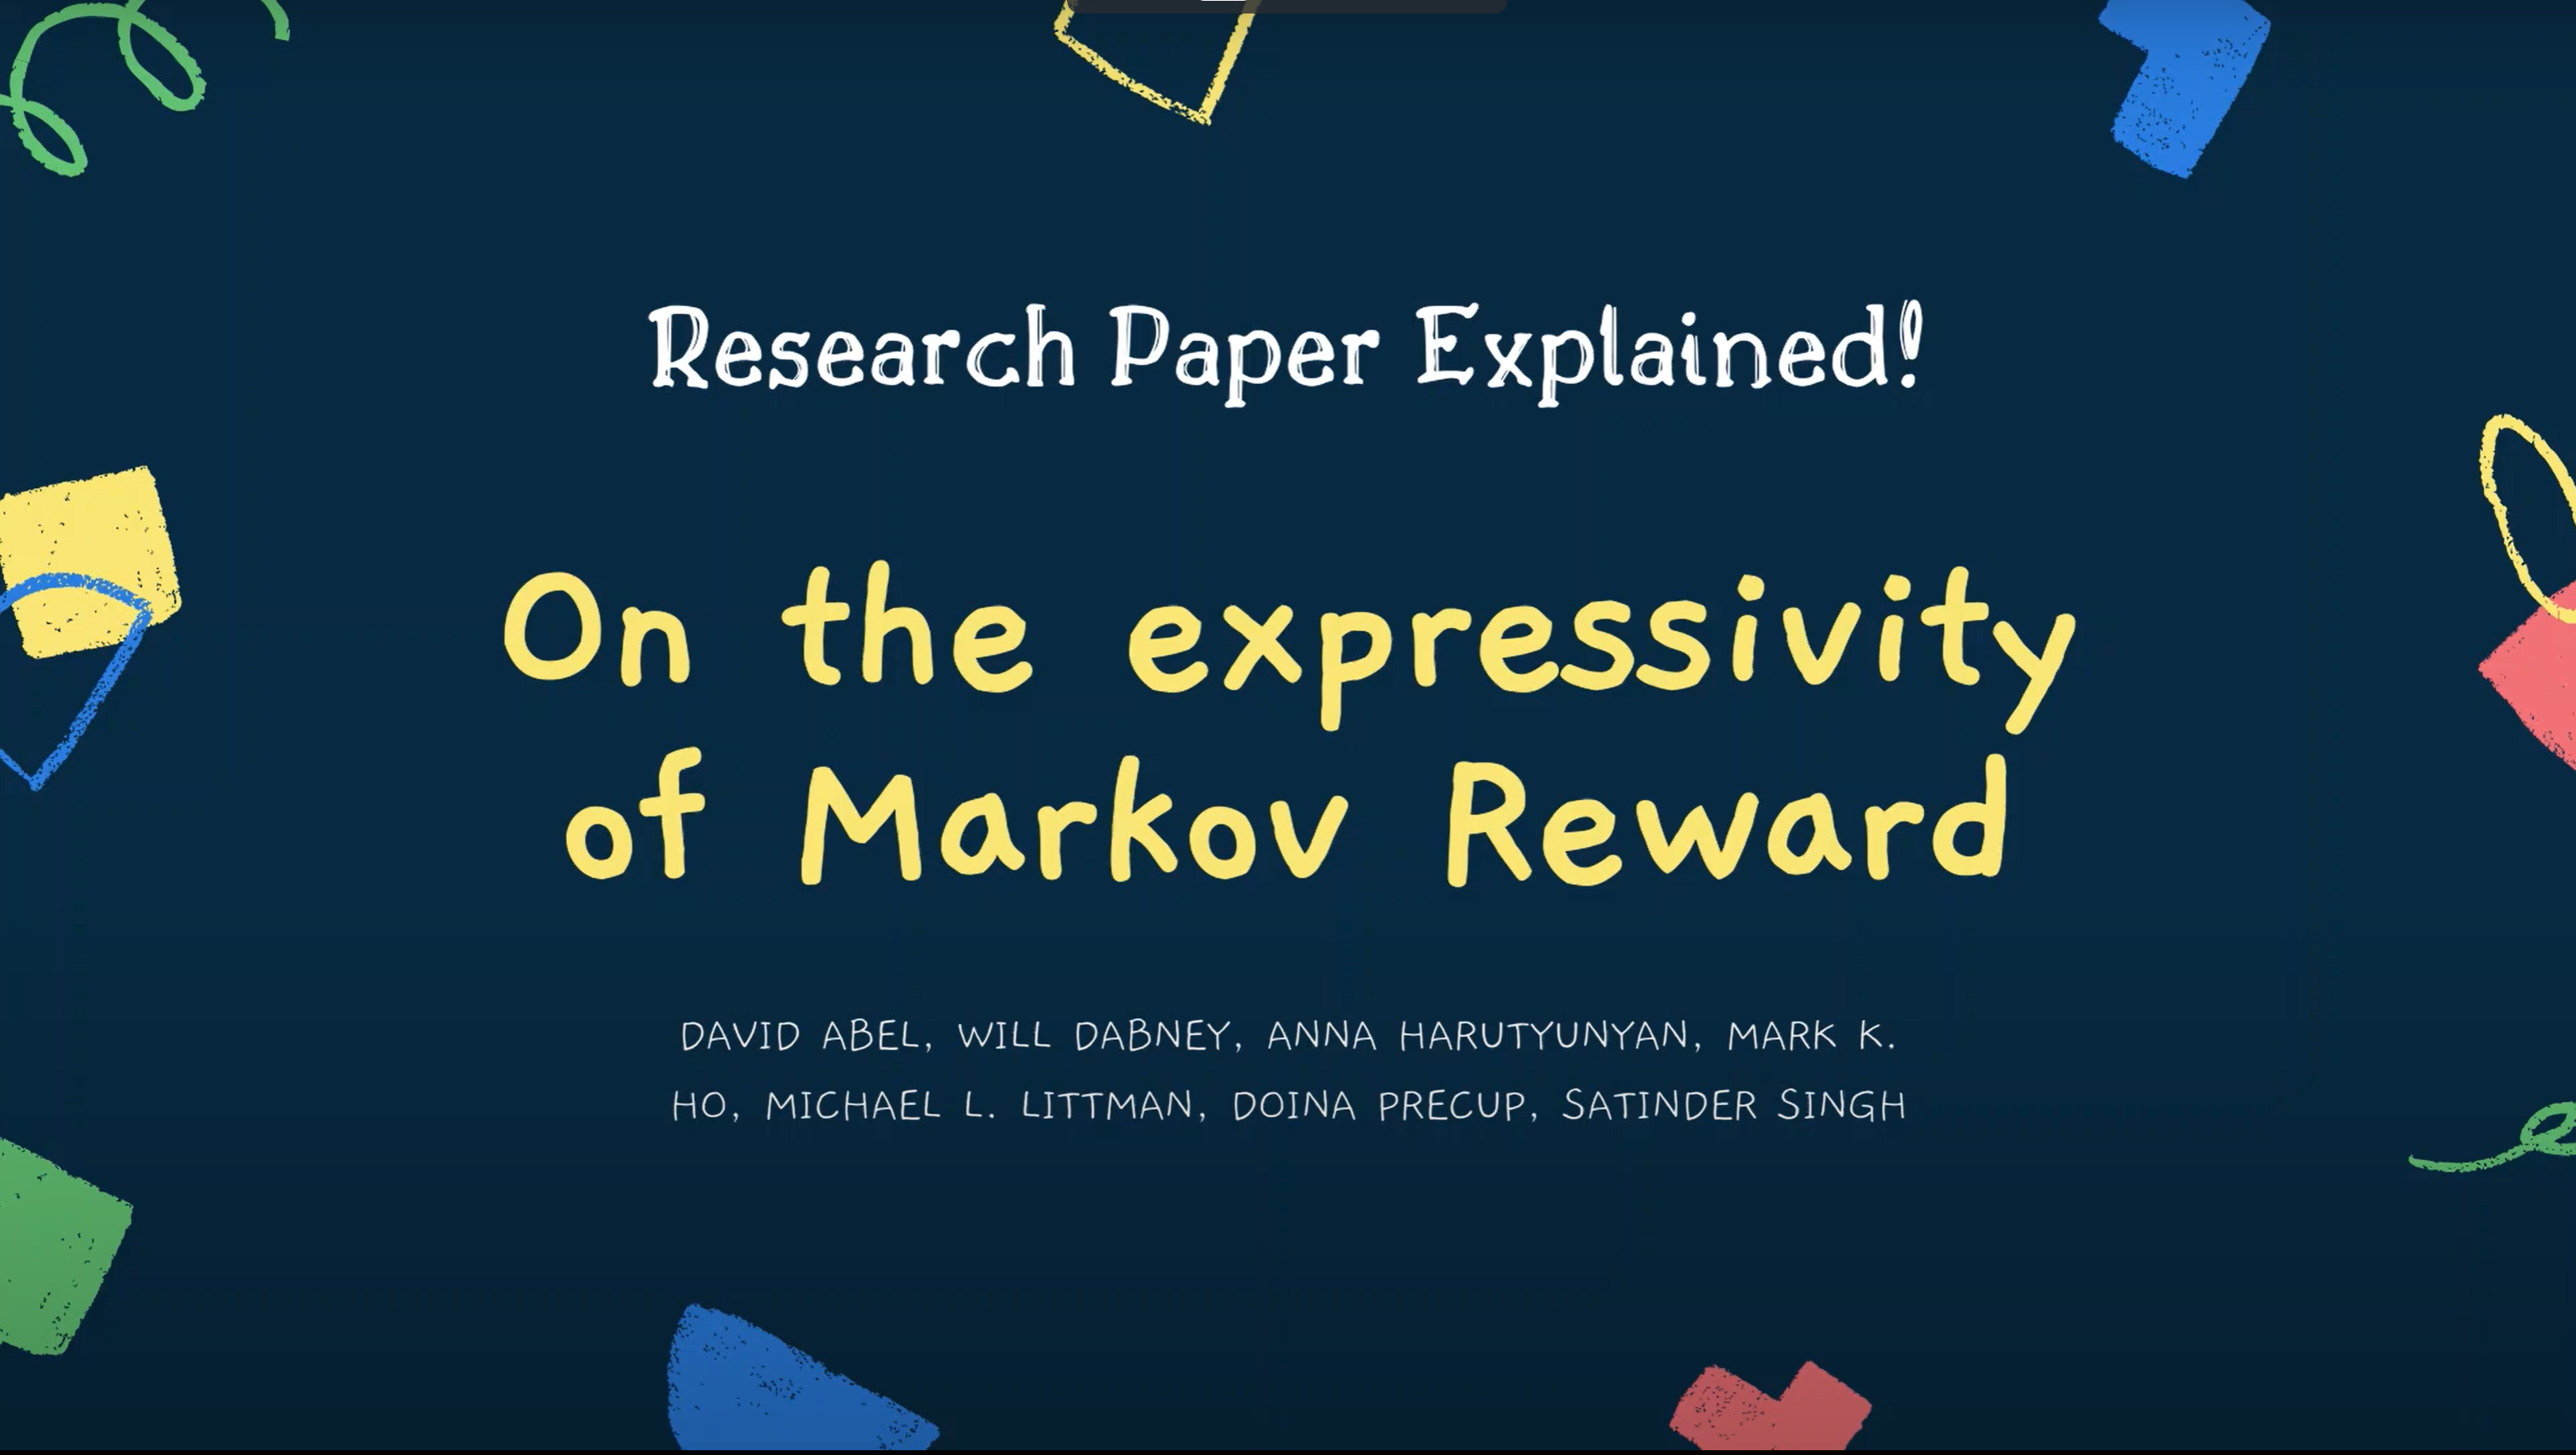 Research Paper Explained!
On the expressivity
of Markov Reward
DAVID ABEL, WILL DABNEY, ANNA HARUTYUNYAN, MARK K.
HO, MICHAEL L. LITTMAN, DOINA PRECUP, SATINDER SINGH